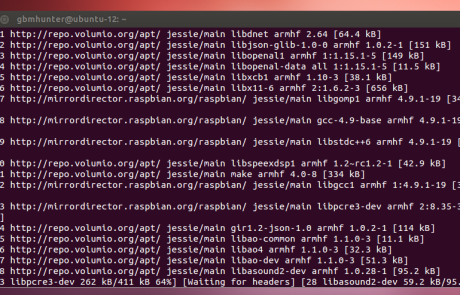 gbmhunter@ubuntu-12: ~
1 http://repo.volumio.org/apt/ jessie/main libdnet armhf 2.64 [64.4 kB]
2 http://repo.volumio.org/apt/ jessie/main libjson-glib-1.0-0 armhf 1.0.2-1 [151 kB]
3 http://repo.volumio.org/apt/ jessie/main libopenal1 armhf 1:1.15.1-5 [149 kB]
4 http://repo.volumio.org/apt/ jessie/main libopenal-data all 1:1.15.1-5 [11.5 kB]
5 http://repo.volumio.org/apt/ jessie/main libxcb1 armhf 1.10-3 [38.1 kB]
6 http://repo.volumio.org/apt/ jessie/main libx11-6 armhf 2:1.6.2-3 [656 kB]
7 http://mirrordirector.raspbian.org/raspbian/ jessie/main libgomp1 armhf 4.9.1-19 [34
8 http://mirrordirector.raspbian.org/raspbian/ jessie/main gcc-4.9-base armhf 4.9.1-19
9 http://mirrordirector.raspbian.org/raspbian/ jessie/main libstdc++6 armhf 4.9.1-19
0 http://repo.volumio.org/apt/ jessie/main libspeexdsp1 armhf 1.2~rc1.2-1 [42.9 kB]
1 http://repo.volumio.org/apt/ jessie/main make armhf 4.0-8 [334 kB]
2 http://mirrordirector.raspbian.org/raspbian/ jessie/main libgcc1 armhf 1:4.9.1-19 [3
3 http://mirrordirector.raspbian.org/raspbian/ jessie/main libpcre3-dev armhf 2:8.35-3
]
4 http://repo.volumio.org/apt/ jessie/main gir1.2-json-1.0 armhf 1.0.2-1 [114 kB]
5 http://repo.volumio.org/apt/ jessie/main libao-common armhf 1.1.0-3 [11.1 kB]
6 http://repo.volumio.org/apt/ jessie/main libao4 armhf 1.1.0-3 [32.3 kB]
7 http://repo.volumio.org/apt/ jessie/main libao-dev armhf 1.1.0-3 [51.3 kB]
8 http://repo.volumio.org/apt/ jessie/main libasound2-dev armhf 1.0.28-1 [95.2 kB]
3 libpcre3-dev 262 kB/411 kB 64%] [Waiting for headers] [28 libasound2-dev 59.2 kB/95.